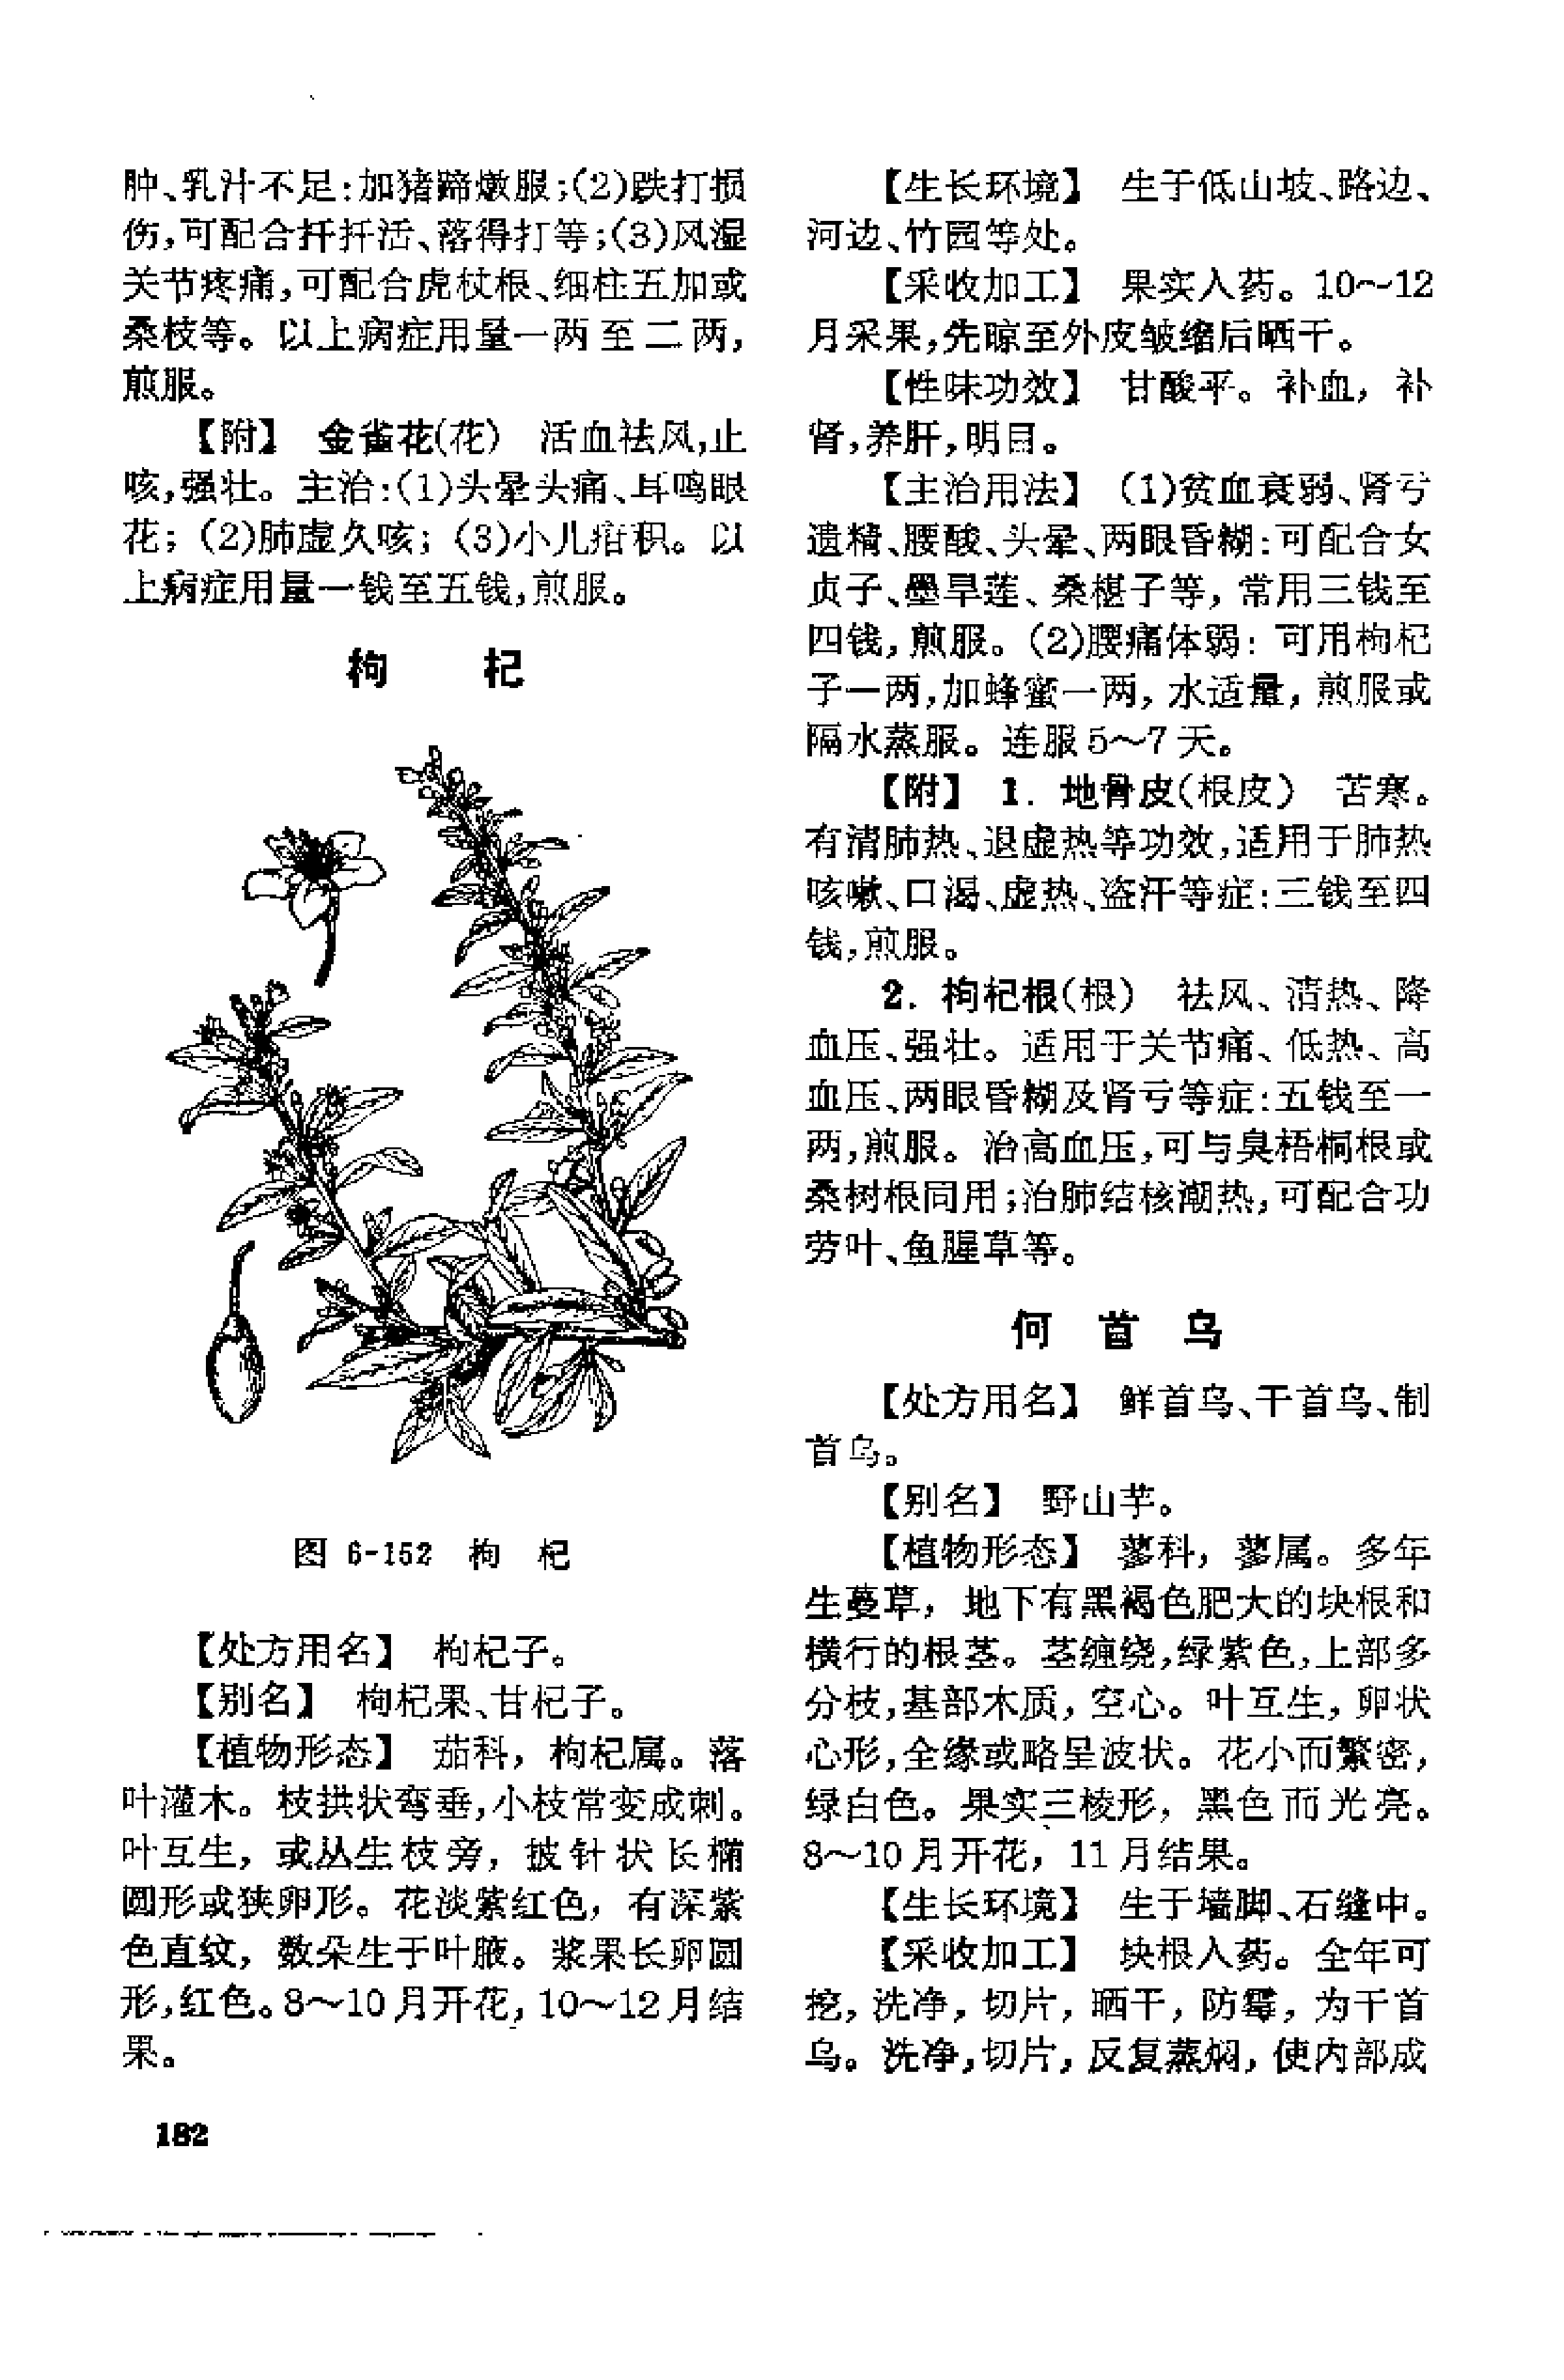 肿、乳汁不足:加猪蹄燉服;(2)跌打损
伤,可配合扦扦活、落得打等;(3)风湿
关节疼痛,可配合虎杖根、细柱五加或
桑枝等。以上病症用量一两至二两,
煎服。
【附】 金雀花(花) 活血祛风,止
咳,强壮。主治:(1)头晕头痛、耳鸣眼
花;(2)肺虚久咳;(3)小儿疳积。以
上病症用量一钱至五钱,煎服。
枸 杞
图 6-152 枸 杞
【处方用名】 枸杞子。
【别名】 枸杞果、甘杞子。
【植物形态】 茄科,枸杞属。落
叶灌木。枝拱状弯垂,小枝常变成刺。
叶互生,或丛生枝旁,披针状长椭
圆形或狭卵形。花淡紫红色,有深紫
色直纹,数朵生于叶腋。浆果长卵圆
形,红色。8～10月开花,10～12月结
果。
182
【生长环境】 生于低山坡、路边、
河边、竹园等处。
【采收加工】 果实入药。10～12
月采果,先晾至外皮皱缩后晒干。
【性味功效】 甘酸平。补血,补
肾,养肝,明目。
【主治用法】 (1)贫血衰弱、肾亏
遗精、腰酸、头晕、两眼昏糊:可配合女
贞子、墨旱莲、桑椹子等,常用三钱至
四钱,煎服。(2)腰痛体弱:可用枸杞
子一两,加蜂蜜一两,水适量,煎服或
隔水蒸服。连服5～7天。
【附】 1. 地骨皮(根皮) 苦寒。
有清肺热、退虚热等功效,适用于肺热
咳嗽、口渴、虚热、盗汗等症:三钱至四
钱,煎服。
2. 枸杞根(根) 祛风、清热、降
血压、强壮。适用于关节痛、低热、高
血压、两眼昏糊及肾亏等症:五钱至一
两,煎服。治高血压,可与臭梧桐根或
桑树根同用;治肺结核潮热,可配合功
劳叶、鱼腥草等。
何 首 乌
【处方用名】 鲜首乌、干首乌、制
首乌。
【别名】 野山芋。
【植物形态】 蓼科,蓼属。多年
生蔓草,地下有黑褐色肥大的块根和
横行的根茎。茎缠绕,绿紫色,上部多
分枝,基部木质,空心。叶互生,卵状
心形,全缘或略呈波状。花小而繁密,
绿白色。果实三棱形,黑色而光亮。
8～10月开花,11月结果。
【生长环境】 生于墙脚、石缝中。
【采收加工】 块根入药。全年可
挖,洗净,切片,晒干,防霉,为干首
乌。洗净,切片,反复蒸焖,使内部成